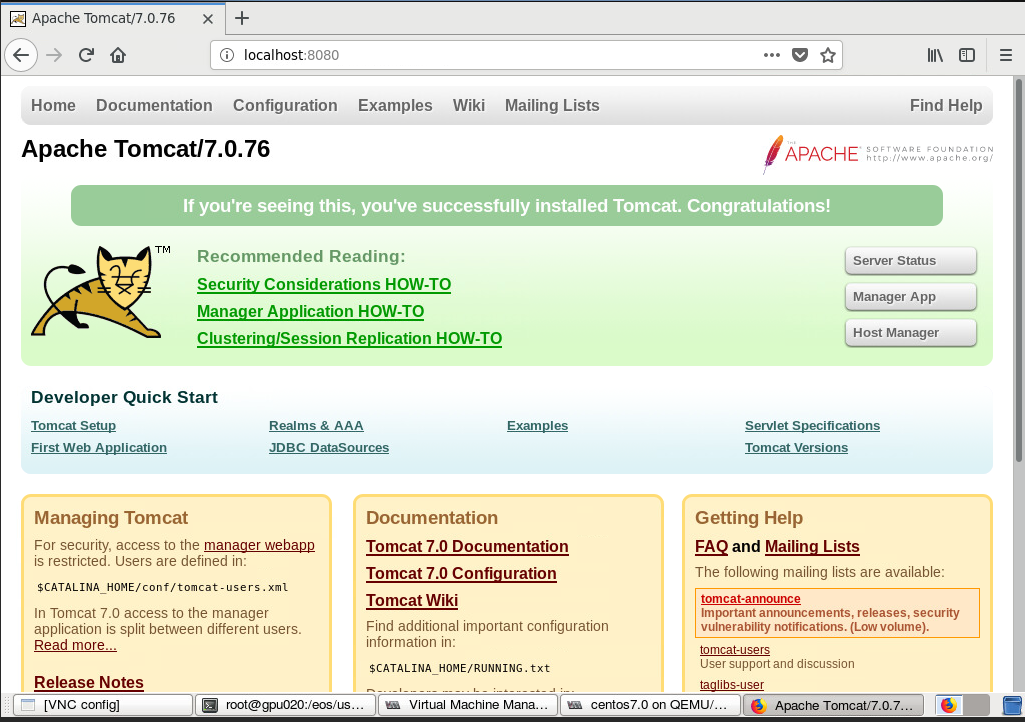 Apache Tomcat/7.0.76
localhost:8080
Home Documentation Configuration Examples Wiki Mailing Lists Find Help
Apache Tomcat/7.0.76
THE APACHE® SOFTWARE FOUNDATION
http://www.apache.org/
If you're seeing this, you've successfully installed Tomcat. Congratulations!
TM
Recommended Reading:
Security Considerations HOW-TO
Manager Application HOW-TO
Clustering/Session Replication HOW-TO
Server Status
Manager App
Host Manager
Developer Quick Start
Tomcat Setup
First Web Application
Realms & AAA
JDBC DataSources
Examples
Servlet Specifications
Tomcat Versions
Managing Tomcat
For security, access to the manager webapp
is restricted. Users are defined in:
$CATALINA_HOME/conf/tomcat-users.xml
In Tomcat 7.0 access to the manager
application is split between different users.
Read more...
Release Notes
Documentation
Tomcat 7.0 Documentation
Tomcat 7.0 Configuration
Tomcat Wiki
Find additional important configuration
information in:
$CATALINA_HOME/RUNNING.txt
Developers may be interested in:
Getting Help
FAQ and Mailing Lists
The following mailing lists are available:
tomcat-announce
Important announcements, releases, security
vulnerability notifications. (Low volume).
tomcat-users
User support and discussion
taglibs-user
[VNC config] root@gpu020:/eos/us... Virtual Machine Mana... centos7.0 on QEMU/... Apache Tomcat/7.0.7...